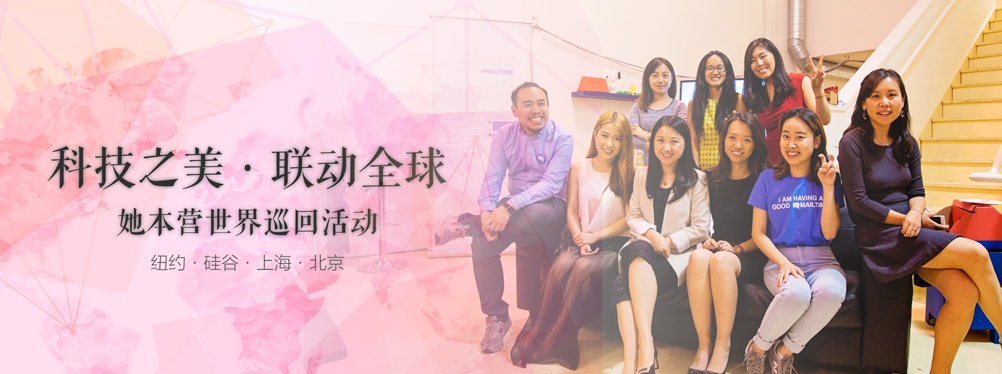 科技之美 · 联动全球
她本营世界巡回活动
纽约 · 硅谷 · 上海 · 北京
#MAILTIME
I AM HAVING A
GOOD #MAILTIME